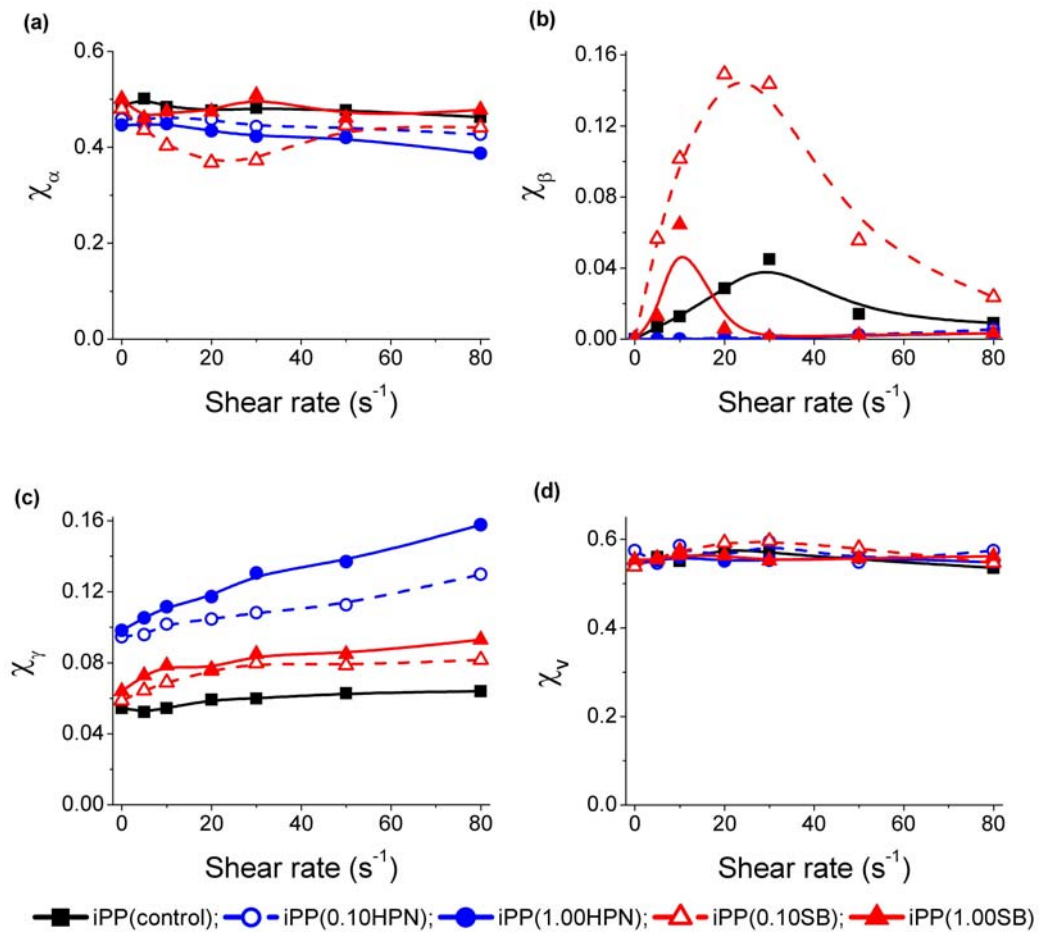 (a)
0.6
0.4
0.2
0.0
χα
0 20 40 60 80
Shear rate (s⁻¹)
(b)
0.16
0.12
0.08
0.04
0.00
χβ
0 20 40 60 80
Shear rate (s⁻¹)
(c)
0.16
0.12
0.08
0.04
0.00
χγ
0 20 40 60 80
Shear rate (s⁻¹)
(d)
0.6
0.4
0.2
0.0
χv
0 20 40 60 80
Shear rate (s⁻¹)
iPP(control); iPP(0.10HPN); iPP(1.00HPN); iPP(0.10SB); iPP(1.00SB)